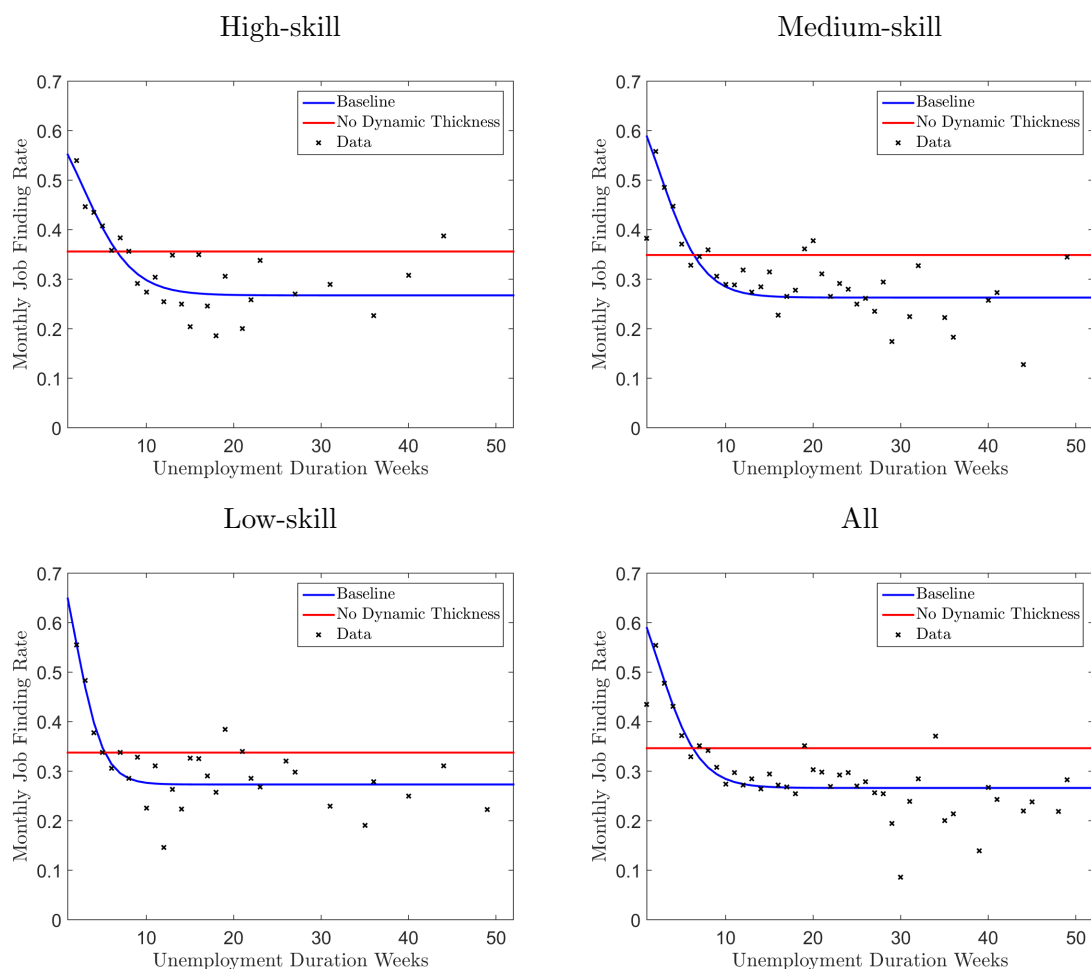 High-skill
Monthly Job Finding Rate
0.7
0.6
0.5
0.4
0.3
0.2
0.1
0
10
20
30
40
50
Unemployment Duration Weeks
Baseline
No Dynamic Thickness
Data
Medium-skill
Monthly Job Finding Rate
0.7
0.6
0.5
0.4
0.3
0.2
0.1
0
10
20
30
40
50
Unemployment Duration Weeks
Baseline
No Dynamic Thickness
Data
Low-skill
Monthly Job Finding Rate
0.7
0.6
0.5
0.4
0.3
0.2
0.1
0
10
20
30
40
50
Unemployment Duration Weeks
Baseline
No Dynamic Thickness
Data
All
Monthly Job Finding Rate
0.7
0.6
0.5
0.4
0.3
0.2
0.1
0
10
20
30
40
50
Unemployment Duration Weeks
Baseline
No Dynamic Thickness
Data